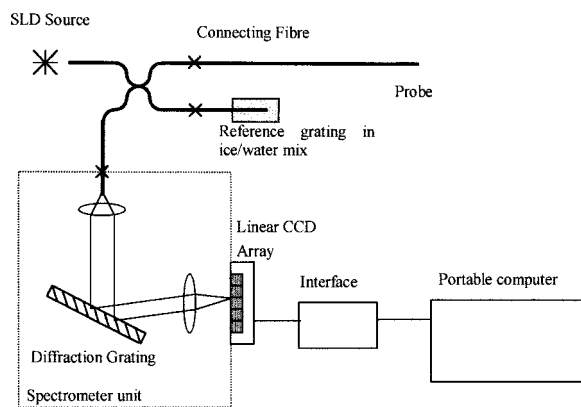 SLD Source
Connecting Fibre
Probe
Reference grating in
ice/water mix
Linear CCD
Array
Interface
Portable computer
Diffraction Grating
Spectrometer unit